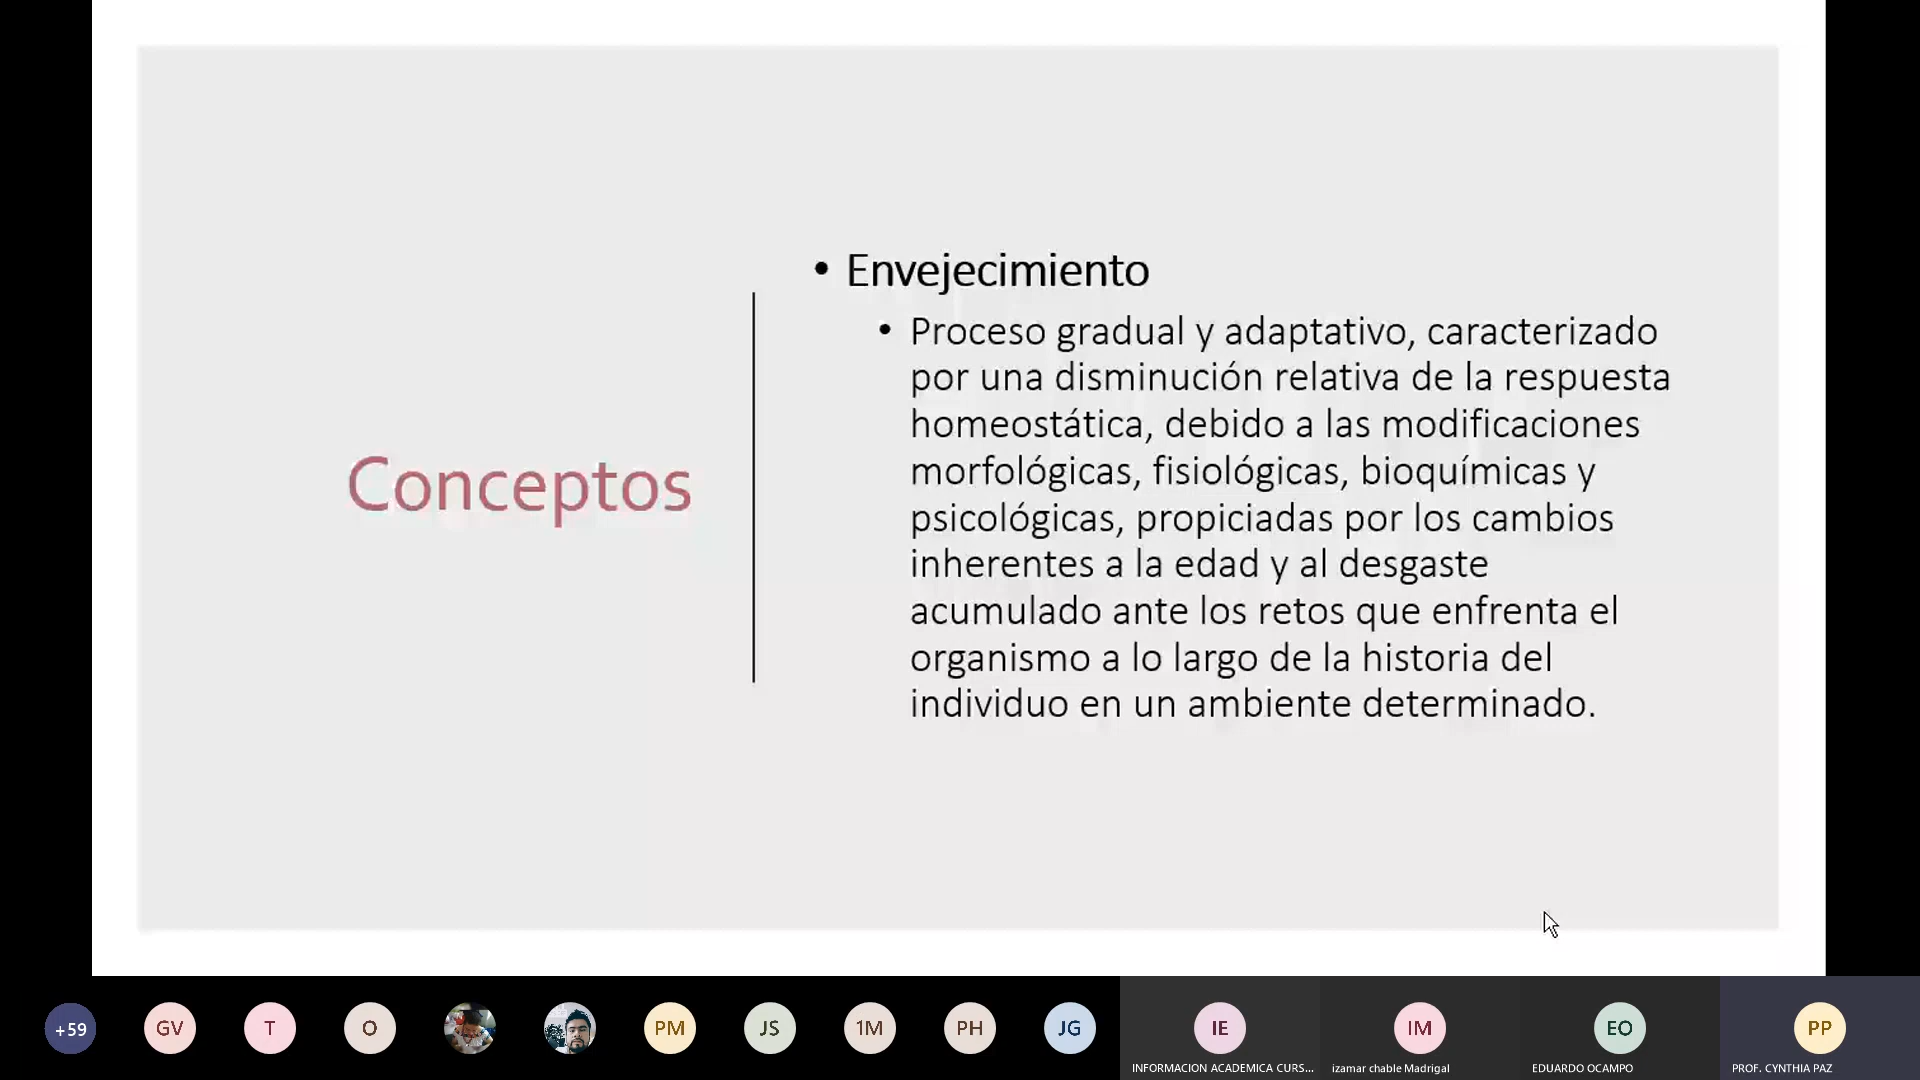 • Envejecimiento
• Proceso gradual y adaptativo, caracterizado
por una disminución relativa de la respuesta
homeostática, debido a las modificaciones
morfológicas, fisiológicas, bioquímicas y
psicológicas, propiciadas por los cambios
inherentes a la edad y al desgaste
acumulado ante los retos que enfrenta el
organismo a lo largo de la historia del
individuo en un ambiente determinado.
Conceptos
+59
GV
T
O
PM
JS
1M
PH
JG
IE
INFORMACION ACADEMICA CURS...
IM
izamar chable Madrigal
EO
EDUARDO OCAMPO
PP
PROF. CYNTHIA PAZ